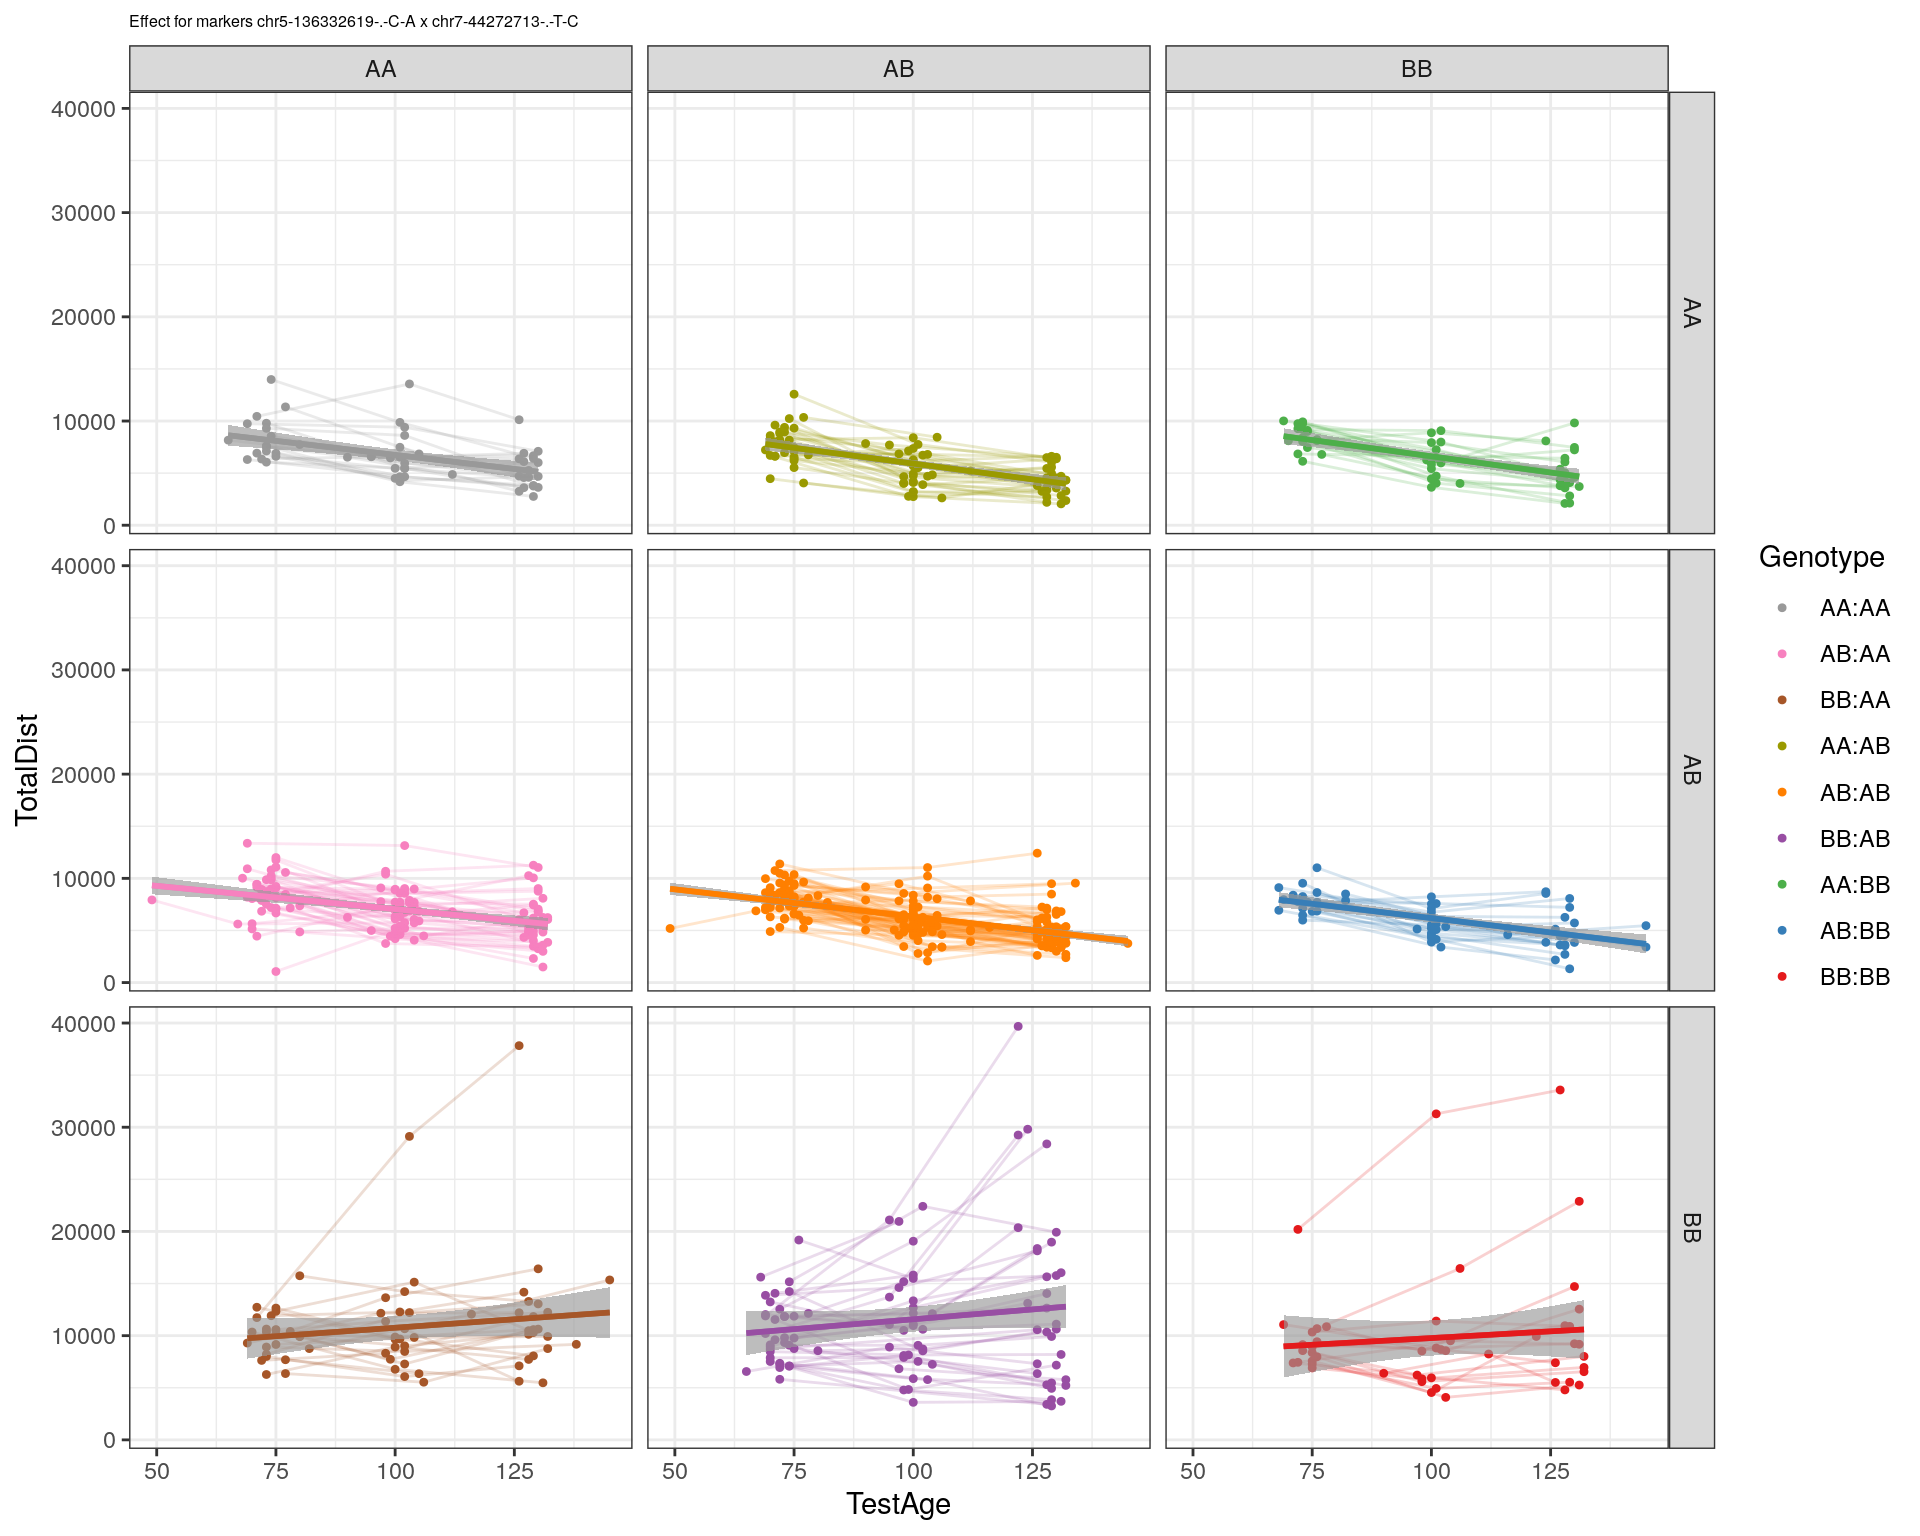 Effect for markers chr5-136332619-.-C-A x chr7-44272713-.-T-C
AA
AB
BB
40000
30000
20000
10000
0
AA
40000
30000
20000
10000
0
AB
40000
30000
20000
10000
0
BB
50
75
100
125
50
75
100
125
50
75
100
125
TestAge
TotalDist
Genotype
AA:AA
AB:AA
BB:AA
AA:AB
AB:AB
BB:AB
AA:BB
AB:BB
BB:BB